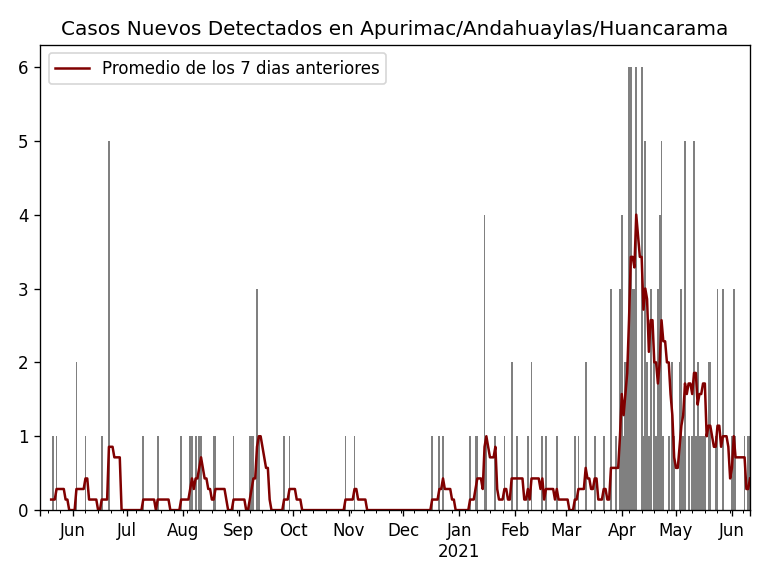 Casos Nuevos Detectados en Apurimac/Andahuaylas/Huancarama
Promedio de los 7 dias anteriores
6
5
4
3
2
1
0
Jun Jul Aug Sep Oct Nov Dec Jan Feb Mar Apr May Jun
2021